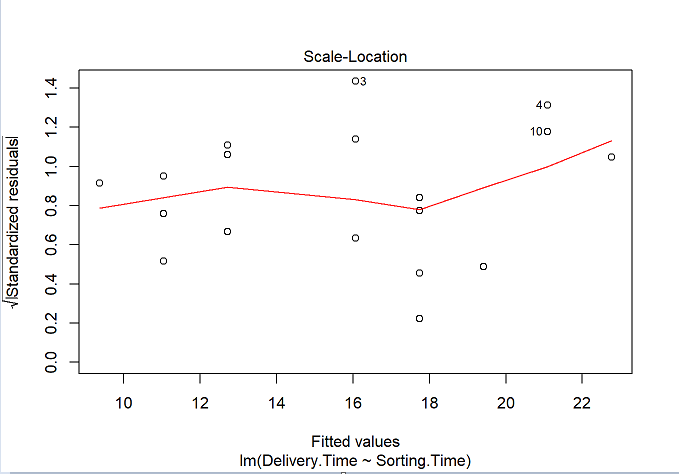 Scale-Location
√|Standardized residuals|
1.4
1.2
1.0
0.8
0.6
0.4
0.2
0.0
3
4
10
10 12 14 16 18 20 22
Fitted values
lm(Delivery.Time ~ Sorting.Time)